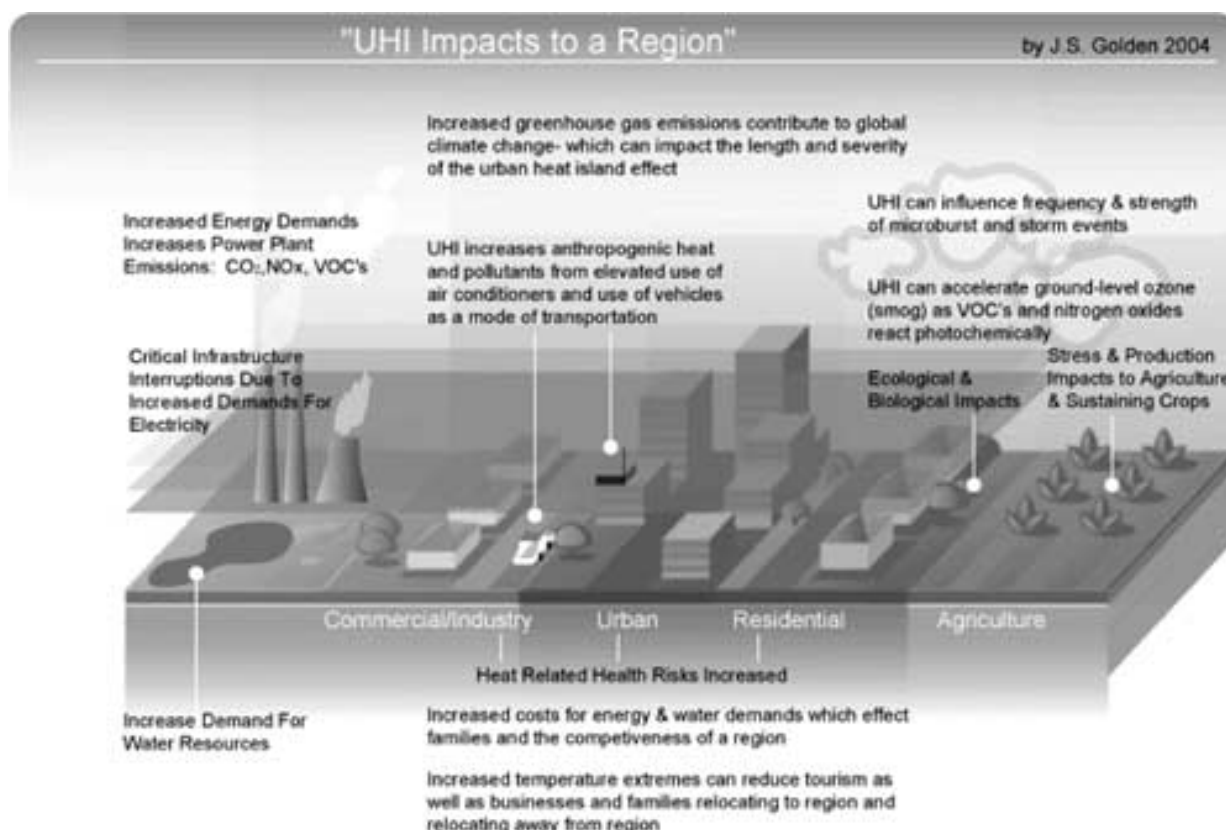 "UHI Impacts to a Region"
by J.S. Golden 2004
Increased greenhouse gas emissions contribute to global
climate change- which can impact the length and severity
of the urban heat island effect
Increased Energy Demands
Increases Power Plant
Emissions: CO₂,NOx, VOC's
UHI increases anthropogenic heat
and pollutants from elevated use of
air conditioners and use of vehicles
as a mode of transportation
UHI can influence frequency & strength
of microburst and storm events
UHI can accelerate ground-level ozone
(smog) as VOC's and nitrogen oxides
react photochemically
Critical Infrastructure
Interruptions Due To
Increased Demands For
Electricity
Ecological &
Biological Impacts
Stress & Production
Impacts to Agriculture
& Sustaining Crops
Commercial/Industry
Urban
Residential
Agriculture
Heat Related Health Risks Increased
Increase Demand For
Water Resources
Increased costs for energy & water demands which effect
families and the competiveness of a region
Increased temperature extremes can reduce tourism as
well as businesses and families relocating to region and
relocating away from region